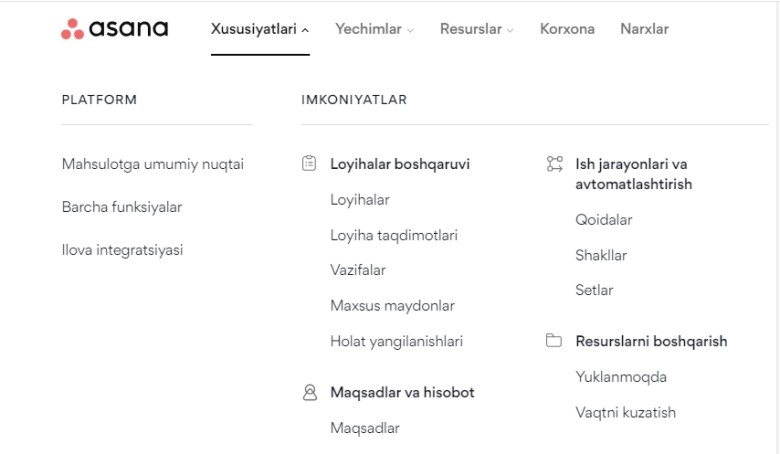 asana
Xususiyatlari
Yechimlar
Resurslar
Korxona
Narxlar
PLATFORM
Mahsulotga umumiy nuqtai
Barcha funksiyalar
Ilova integratsiyasi
IMKONIYATLAR
Loyihalar boshqaruvi
Loyihalar
Loyiha taqdimotlari
Vazifalar
Maxsus maydonlar
Holat yangilanishlari
Maqsadlar va hisobot
Maqsadlar
Ish jarayonlari va
avtomatlashtirish
Qoidalar
Shakllar
Setlar
Resurslarni boshqarish
Yuklanmoqda
Vaqtni kuzatish